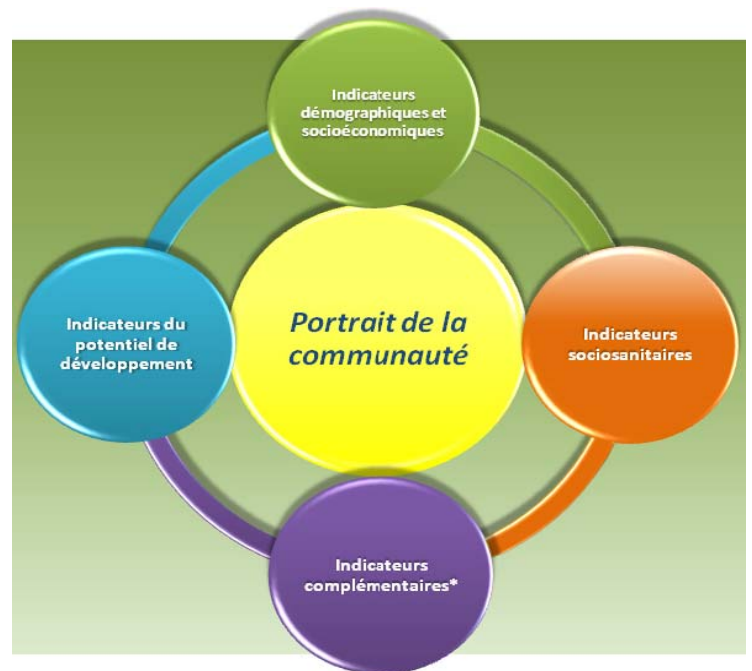 Indicateurs
démographiques et
socioéconomiques
Indicateurs du
potentiel de
développement
Portrait de la
communauté
Indicateurs
sociosanitaires
Indicateurs
complémentaires*